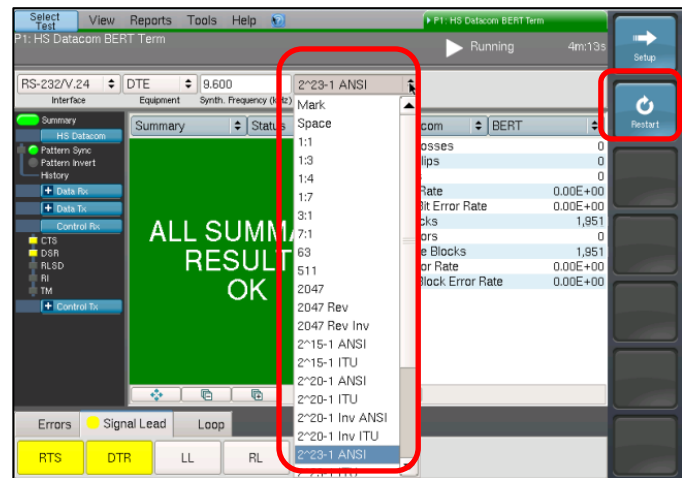 Select Test View Reports Tools Help
P1: HS Datacom BERT Term
P1: HS Datacom BERT Term
Running 4m:13s
Setup
RS-232/V.24 DTE 9.600 2^23-1 ANSI
Interface Equipment Synth. Frequency
Restart
Summary
HS Datacom
Pattern Sync
Pattern Invert
History
Data Rx
Data Tx
Control Rx
CTS
DSR
RLSD
RI
TM
Control Tx
Summary Status
ALL
RESULT
OK
Mark
Space
1:1
1:3
1:4
1:7
3:1
7:1
63
511
2047
2047 Rev
2047 Rev Inv
2^15-1 ANSI
2^15-1 ITU
2^20-1 ANSI
2^20-1 ITU
2^20-1 Inv ANSI
2^20-1 Inv ITU
2^23-1 ANSI
BERT
0
0
0
Rate 0.00E+00
Bit Error Rate 0.00E+00
1,951
0
Blocks 1,951
Rate 0.00E+00
Block Error Rate 0.00E+00
Errors Signal Lead Loop
RTS DTR LL RL